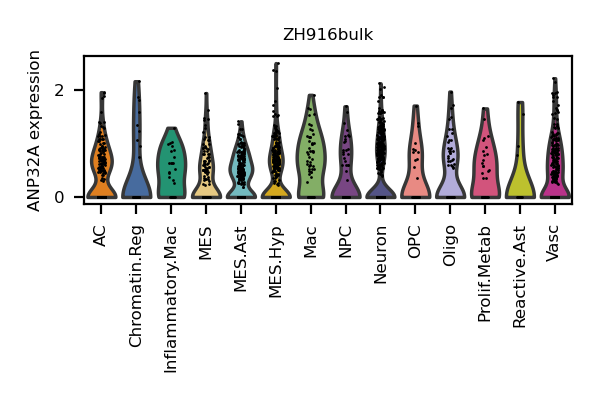 ZH916bulk
ANP32A expression
2
0
AC
Chromatin.Reg
Inflammatory.Mac
MES
MES.Ast
MES.Hyp
Mac
NPC
Neuron
OPC
Oligo
Prolif.Metab
Reactive.Ast
Vasc